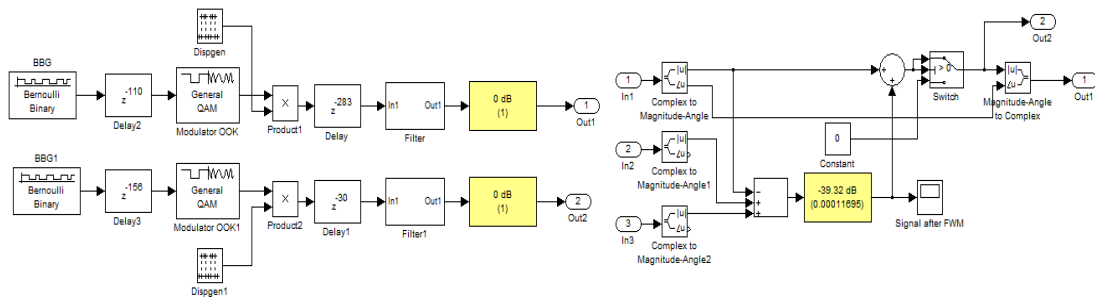 Dispgen
BBG
Bernoulli
Binary
z
-110
Delay2
General
QAM
Modulator OOK
X
Product1
z
-283
Delay
In1
Out1
Filter
0 dB
(1)
1
Out1
BBG1
Bernoulli
Binary
z
-156
Delay3
General
QAM
Modulator OOK1
X
Product2
z
-30
Delay1
In1
Out1
Filter1
0 dB
(1)
2
Out2
Dispgen1
1
In1
|u|
∠u
Complex to
Magnitude-Angle
2
In2
|u|
∠u
Complex to
Magnitude-Angle1
3
In3
|u|
∠u
Complex to
Magnitude-Angle2
−
+
+
-39.32 dB
(0.00011695)
Signal after FWM
+
+
0
Constant
> 0
Switch
2
Out2
|u|
∠u
Magnitude-Angle
to Complex
1
Out1